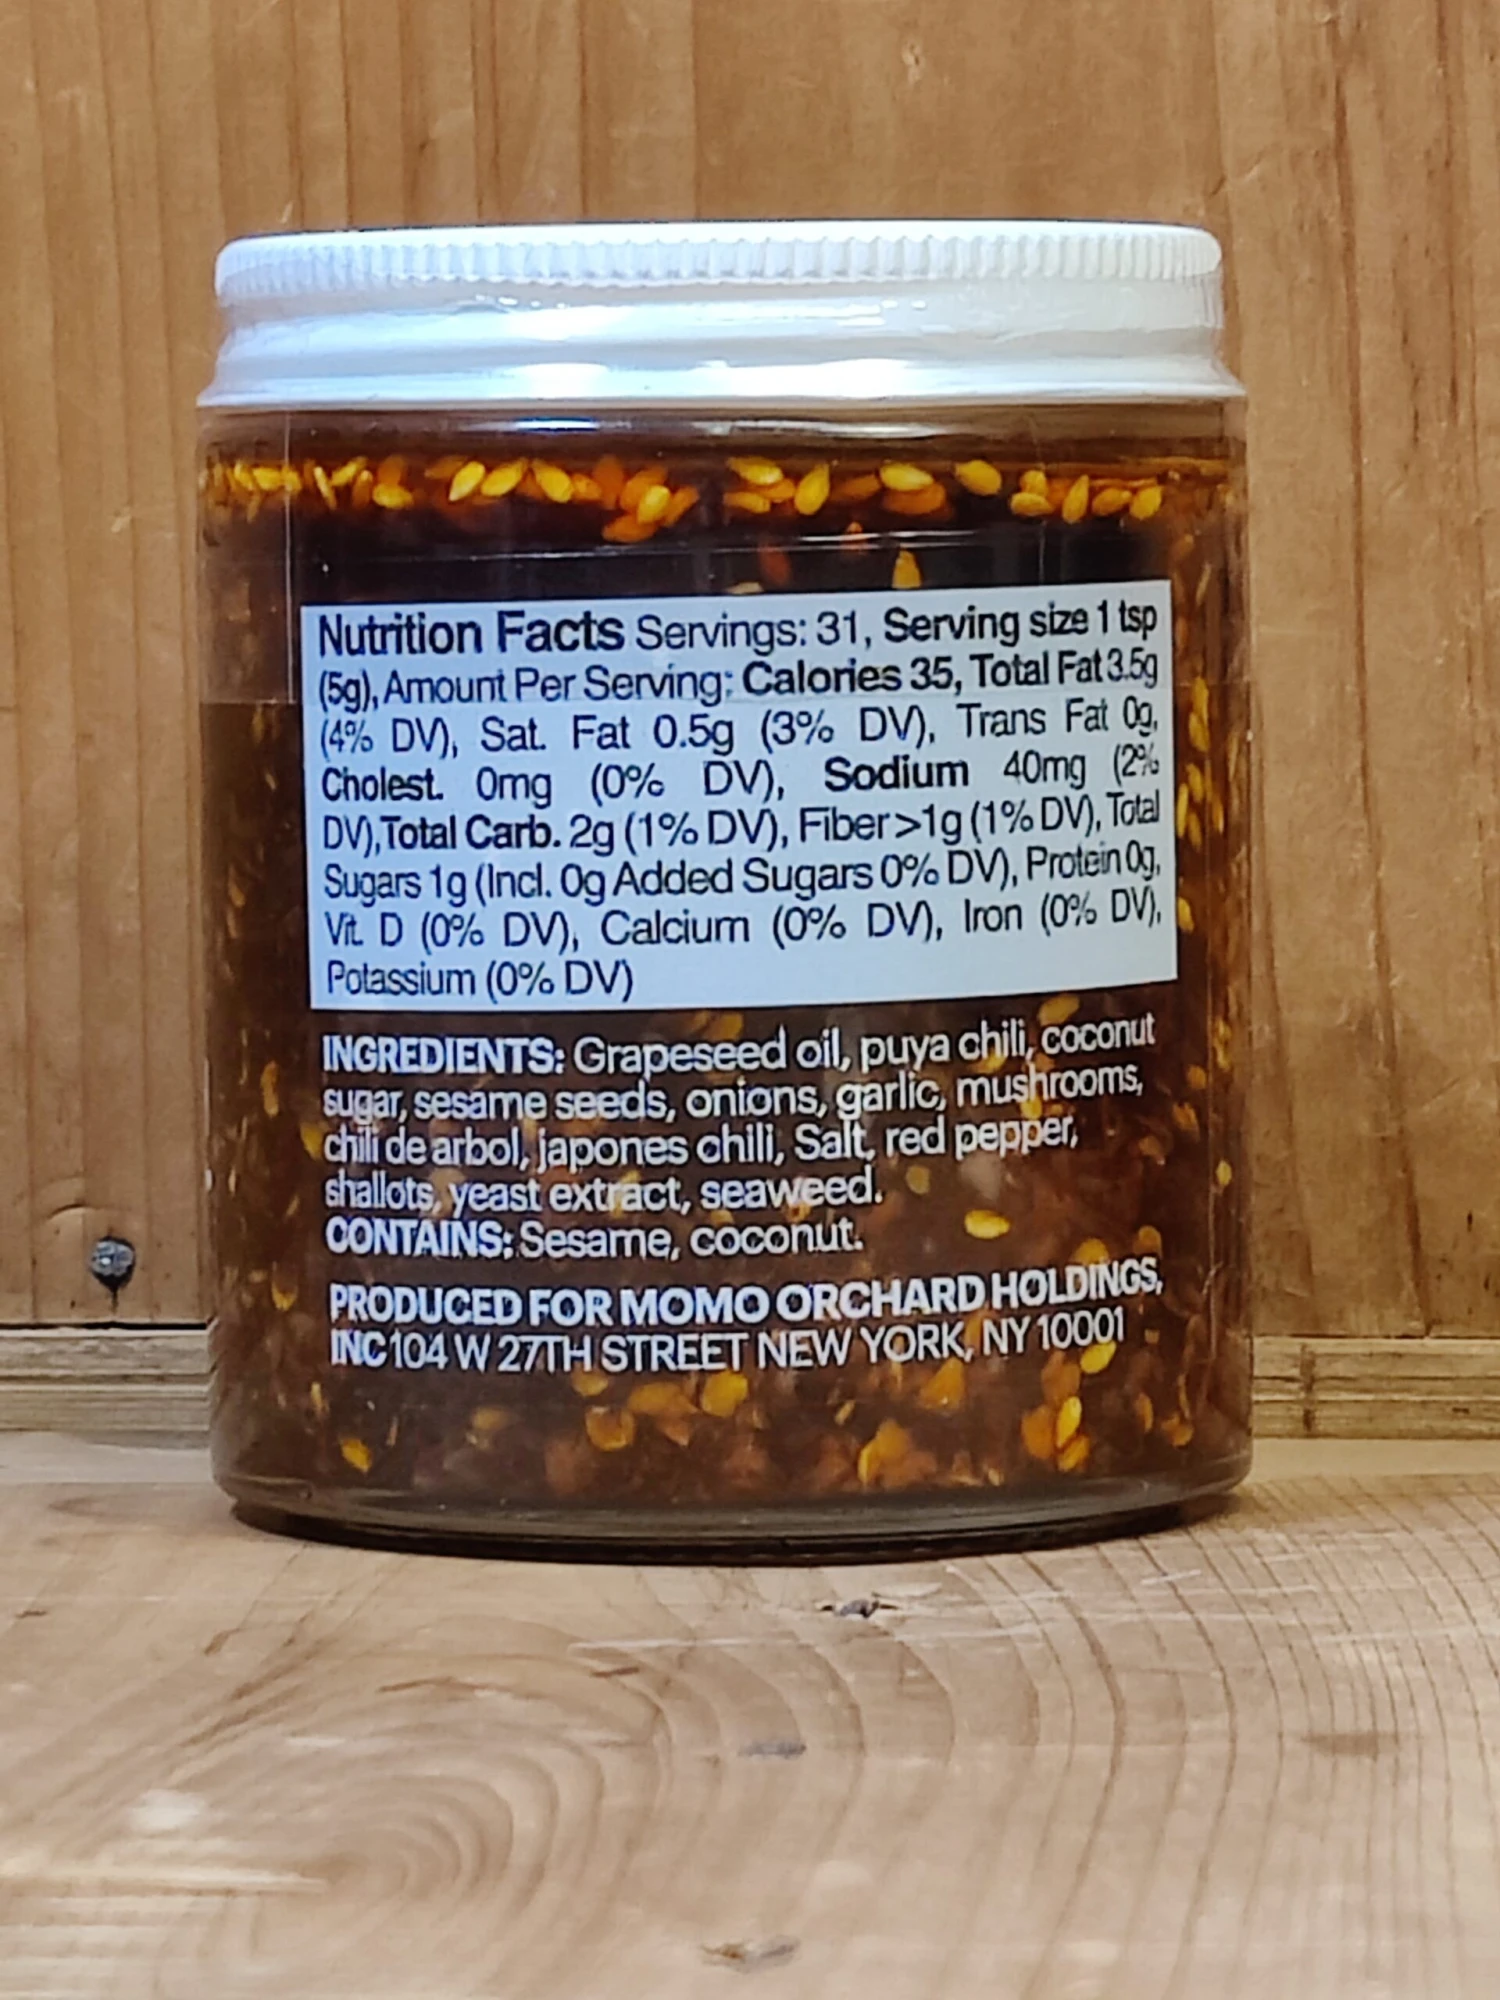 Nutrition Facts Servings: 31, Serving size 1 tsp
(5g), Amount Per Serving: Calories 35, Total Fat 3.5g
(4% DV), Sat. Fat 0.5g (3% DV), Trans Fat 0g,
Cholest. 0mg (0% DV), Sodium 40mg (2%
DV), Total Carb. 2g (1% DV), Fiber >1g (1% DV), Total
Sugars 1g (Incl. 0g Added Sugars 0% DV), Protein 0g,
Vit. D (0% DV), Calcium (0% DV), Iron (0% DV),
Potassium (0% DV)
INGREDIENTS: Grapeseed oil, puya chili, coconut
sugar, sesame seeds, onions, garlic, mushrooms,
chili de arbol, japones chili, Salt, red pepper,
shallots, yeast extract, seaweed.
CONTAINS: Sesame, coconut.
PRODUCED FOR MOMO ORCHARD HOLDINGS,
INC 104 W 27TH STREET NEW YORK, NY 10001